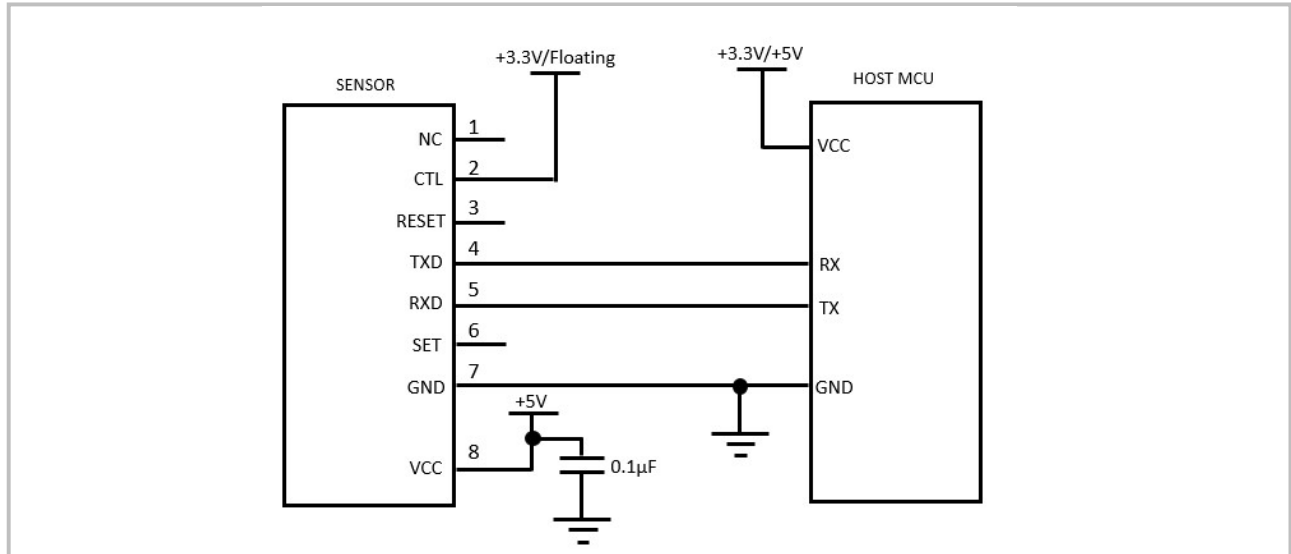 +3.3V/Floating
+3.3V/+5V
SENSOR
HOST MCU
NC 1
CTL 2
RESET 3
TXD 4
RXD 5
SET 6
GND 7
VCC 8
+5V
0.1µF
VCC
RX
TX
GND